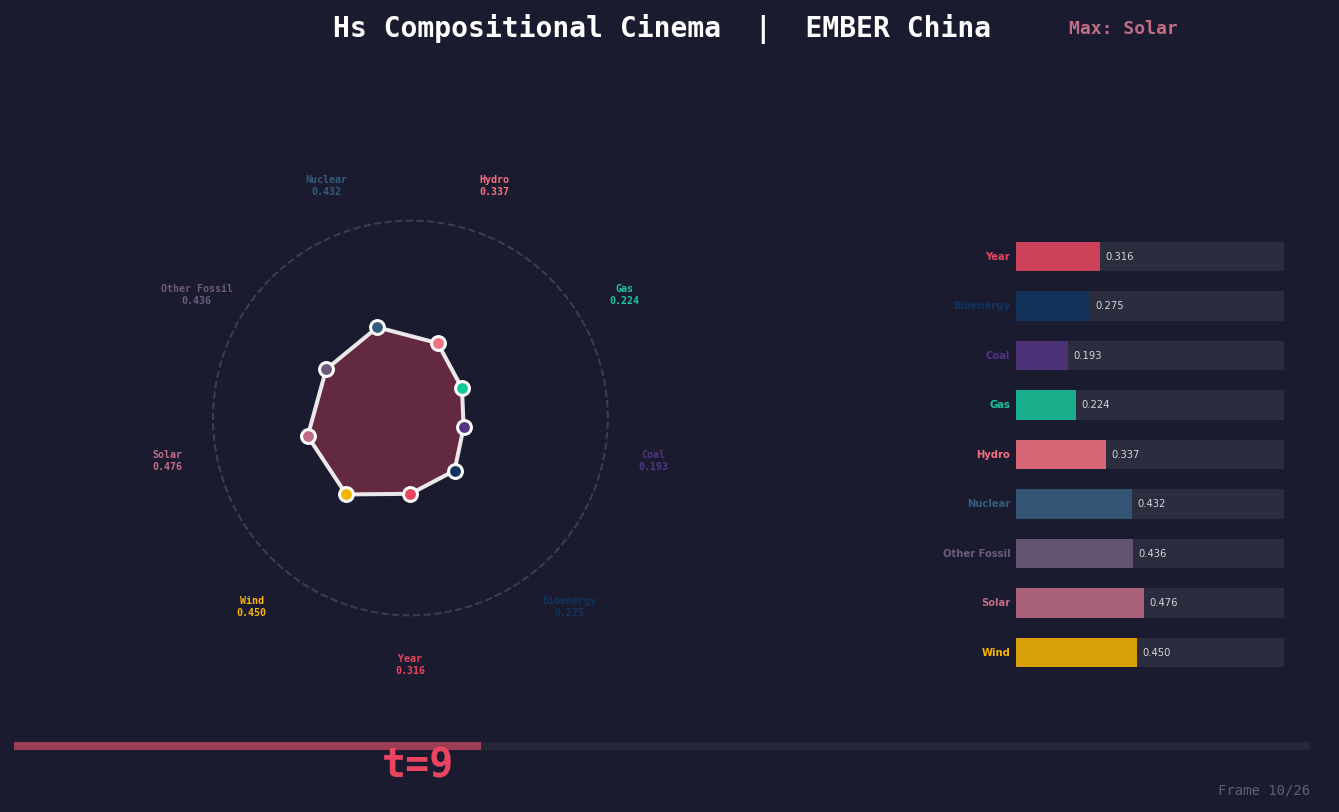 Hs Compositional Cinema | EMBER China
Max: Solar
Nuclear
0.432
Hydro
0.337
Other Fossil
0.436
Gas
0.224
Solar
0.476
Coal
0.193
Wind
0.450
Bioenergy
0.275
Year
0.316
Year 0.316
Bioenergy 0.275
Coal 0.193
Gas 0.224
Hydro 0.337
Nuclear 0.432
Other Fossil 0.436
Solar 0.476
Wind 0.450
t=9
Frame 10/26